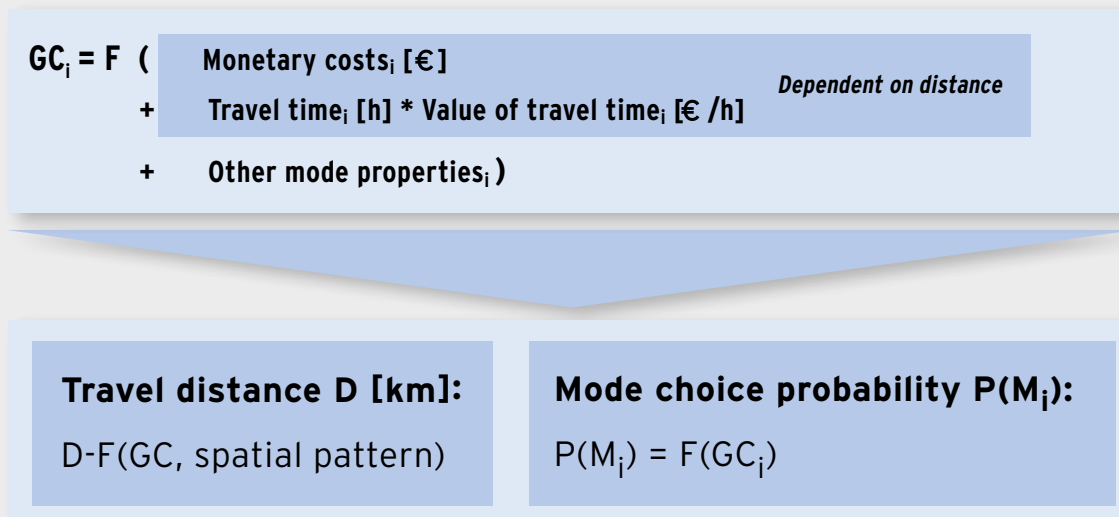 GCᵢ = F ( Monetary costsᵢ [€]
+ Travel timeᵢ [h] * Value of travel timeᵢ [€ /h]
Dependent on distance
+ Other mode propertiesᵢ )
Travel distance D [km]:
D-F(GC, spatial pattern)
Mode choice probability P(Mᵢ):
P(Mᵢ) = F(GCᵢ)